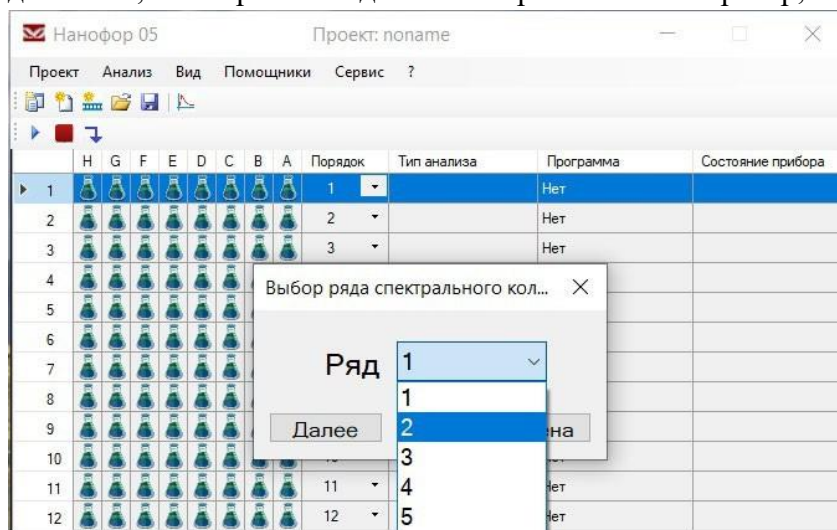 Нанофор 05 Проект: noname
Проект Анализ Вид Помощники Сервис ?
H G F E D C B A Порядок Тип анализа Программа Состояние прибора
1 1 Нет
2 2 Нет
3 3 Нет
4
Выбор ряда спектрального кол...
5
6
7 Ряд 1
8 1
9 Далее 2 на
10 3
11 11 4 Нет
12 12 5 Нет